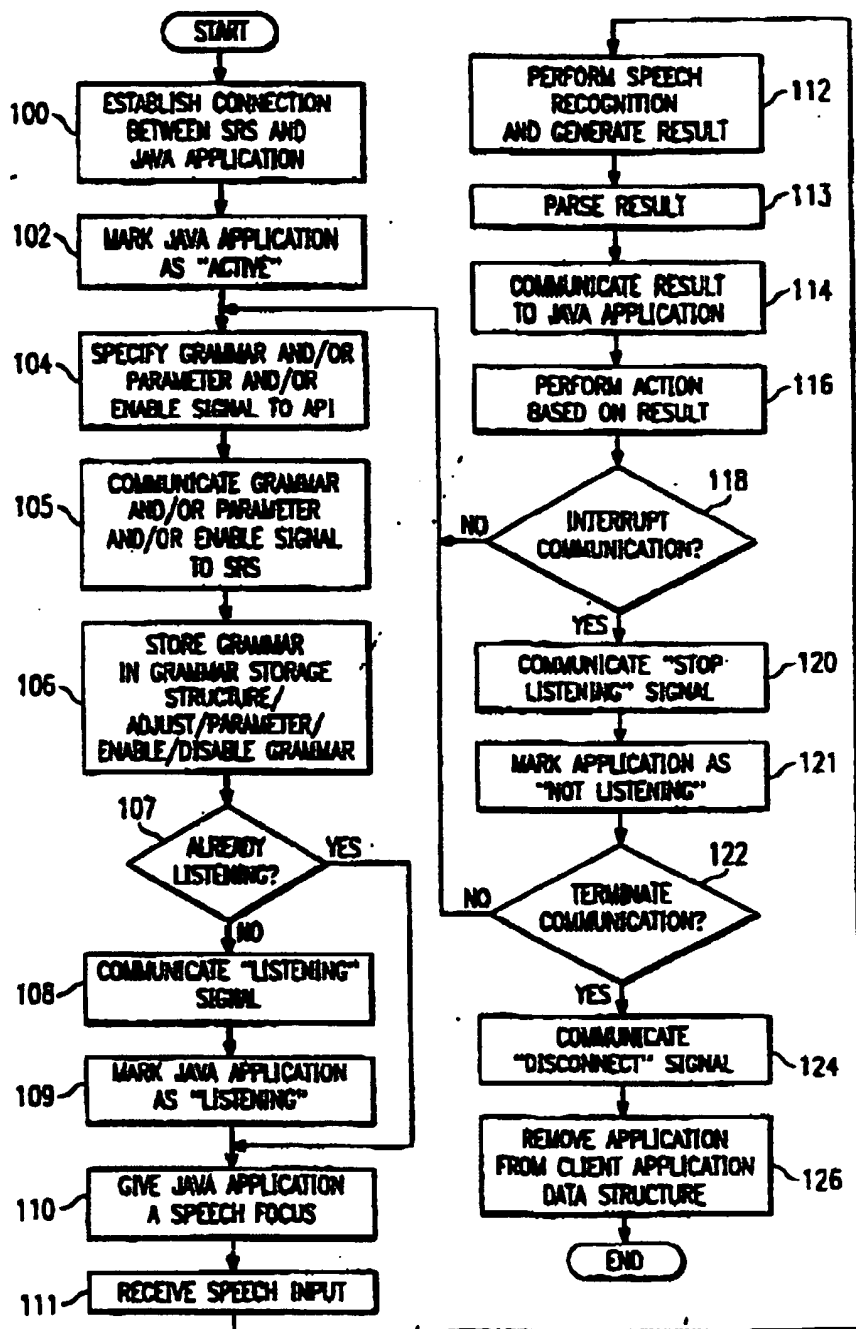 START
100
ESTABLISH CONNECTION
BETWEEN SRS AND
JAVA APPLICATION
102
MARK JAVA APPLICATION
AS "ACTIVE"
104
SPECIFY GRAMMAR AND/OR
PARAMETER AND/OR
ENABLE SIGNAL TO API
105
COMMUNICATE GRAMMAR
AND/OR PARAMETER
AND/OR ENABLE SIGNAL
TO SRS
106
STORE GRAMMAR
IN GRAMMAR STORAGE
STRUCTURE/
ADJUST/PARAMETER/
ENABLE/DISABLE GRAMMAR
107
ALREADY
LISTENING?
YES
NO
108
COMMUNICATE "LISTENING"
SIGNAL
109
MARK JAVA APPLICATION
AS "LISTENING"
110
GIVE JAVA APPLICATION
A SPEECH FOCUS
111
RECEIVE SPEECH INPUT
PERFORM SPEECH
RECOGNITION
AND GENERATE RESULT
112
PARSE RESULT
113
COMMUNICATE RESULT
TO JAVA APPLICATION
114
PERFORM ACTION
BASED ON RESULT
116
118
NO
INTERRUPT
COMMUNICATION?
YES
COMMUNICATE "STOP
LISTENING" SIGNAL
120
MARK APPLICATION AS
"NOT LISTENING"
121
122
NO
TERMINATE
COMMUNICATION?
YES
COMMUNICATE
"DISCONNECT" SIGNAL
124
REMOVE APPLICATION
FROM CLIENT APPLICATION
DATA STRUCTURE
126
END